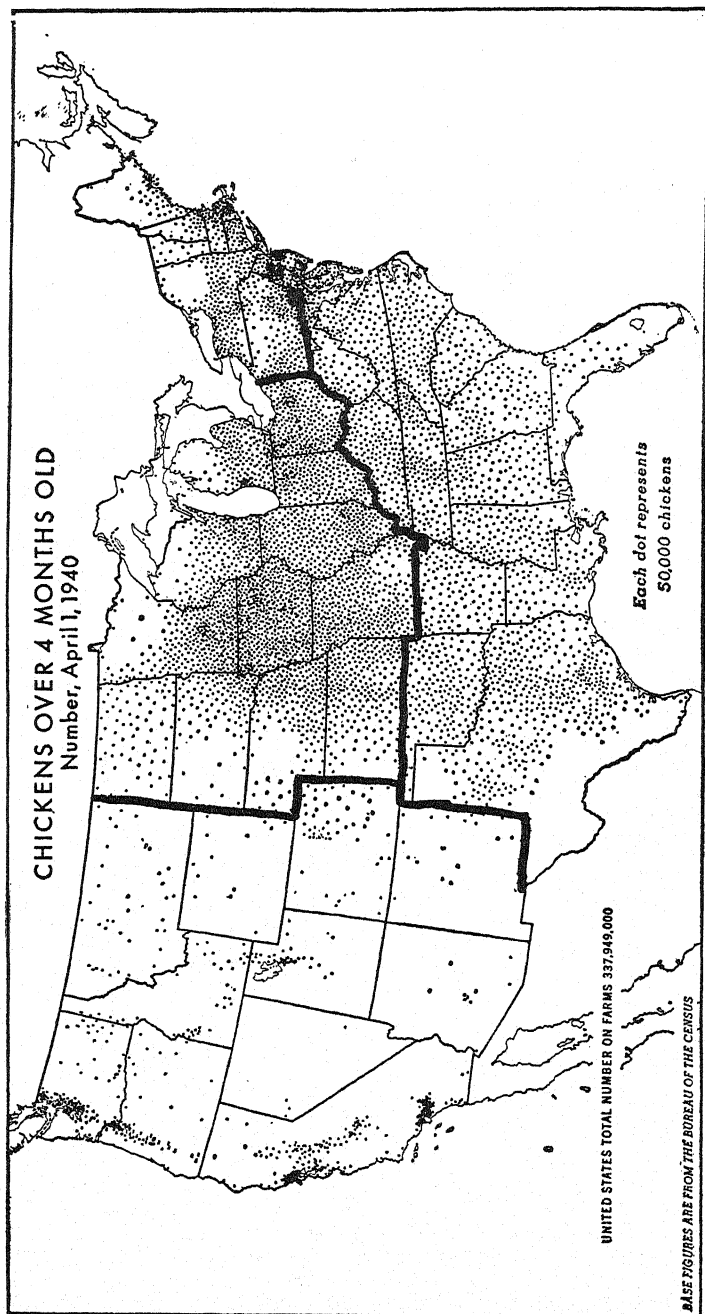 CHICKENS OVER 4 MONTHS OLD
Number, April 1, 1940
Each dot represents
50,000 chickens
UNITED STATES TOTAL NUMBER ON FARMS 337,949,000
BASE FIGURES ARE FROM THE BUREAU OF THE CENSUS